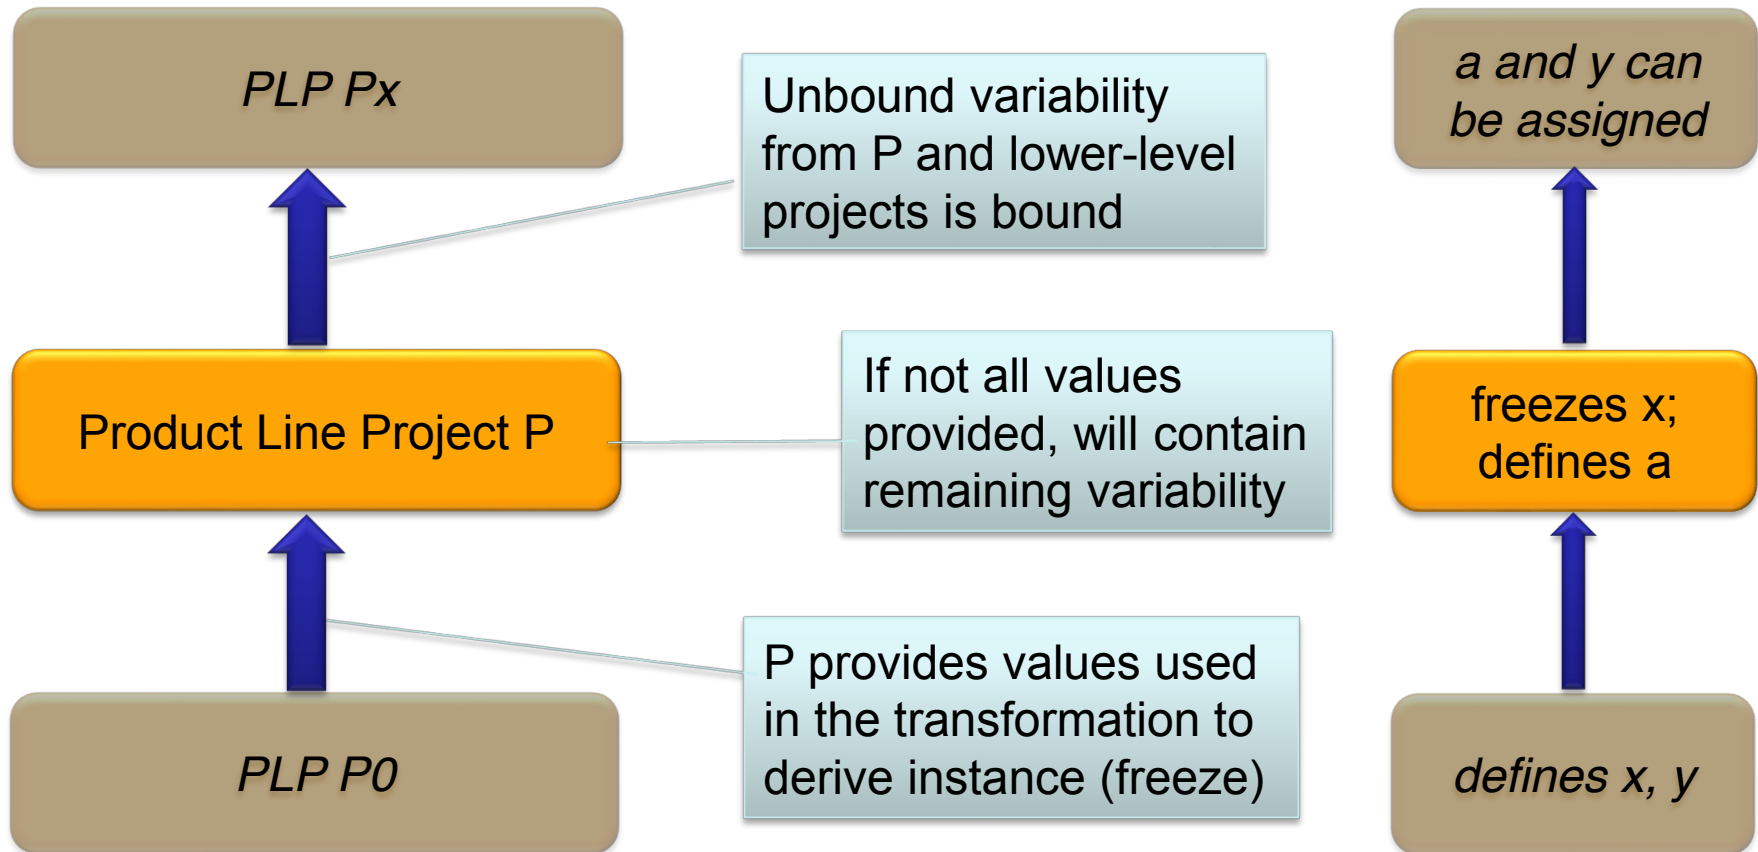 PLP Px
Unbound variability
from P and lower-level
projects is bound
a and y can
be assigned
Product Line Project P
If not all values
provided, will contain
remaining variability
freezes x;
defines a
PLP P0
P provides values used
in the transformation to
derive instance (freeze)
defines x, y